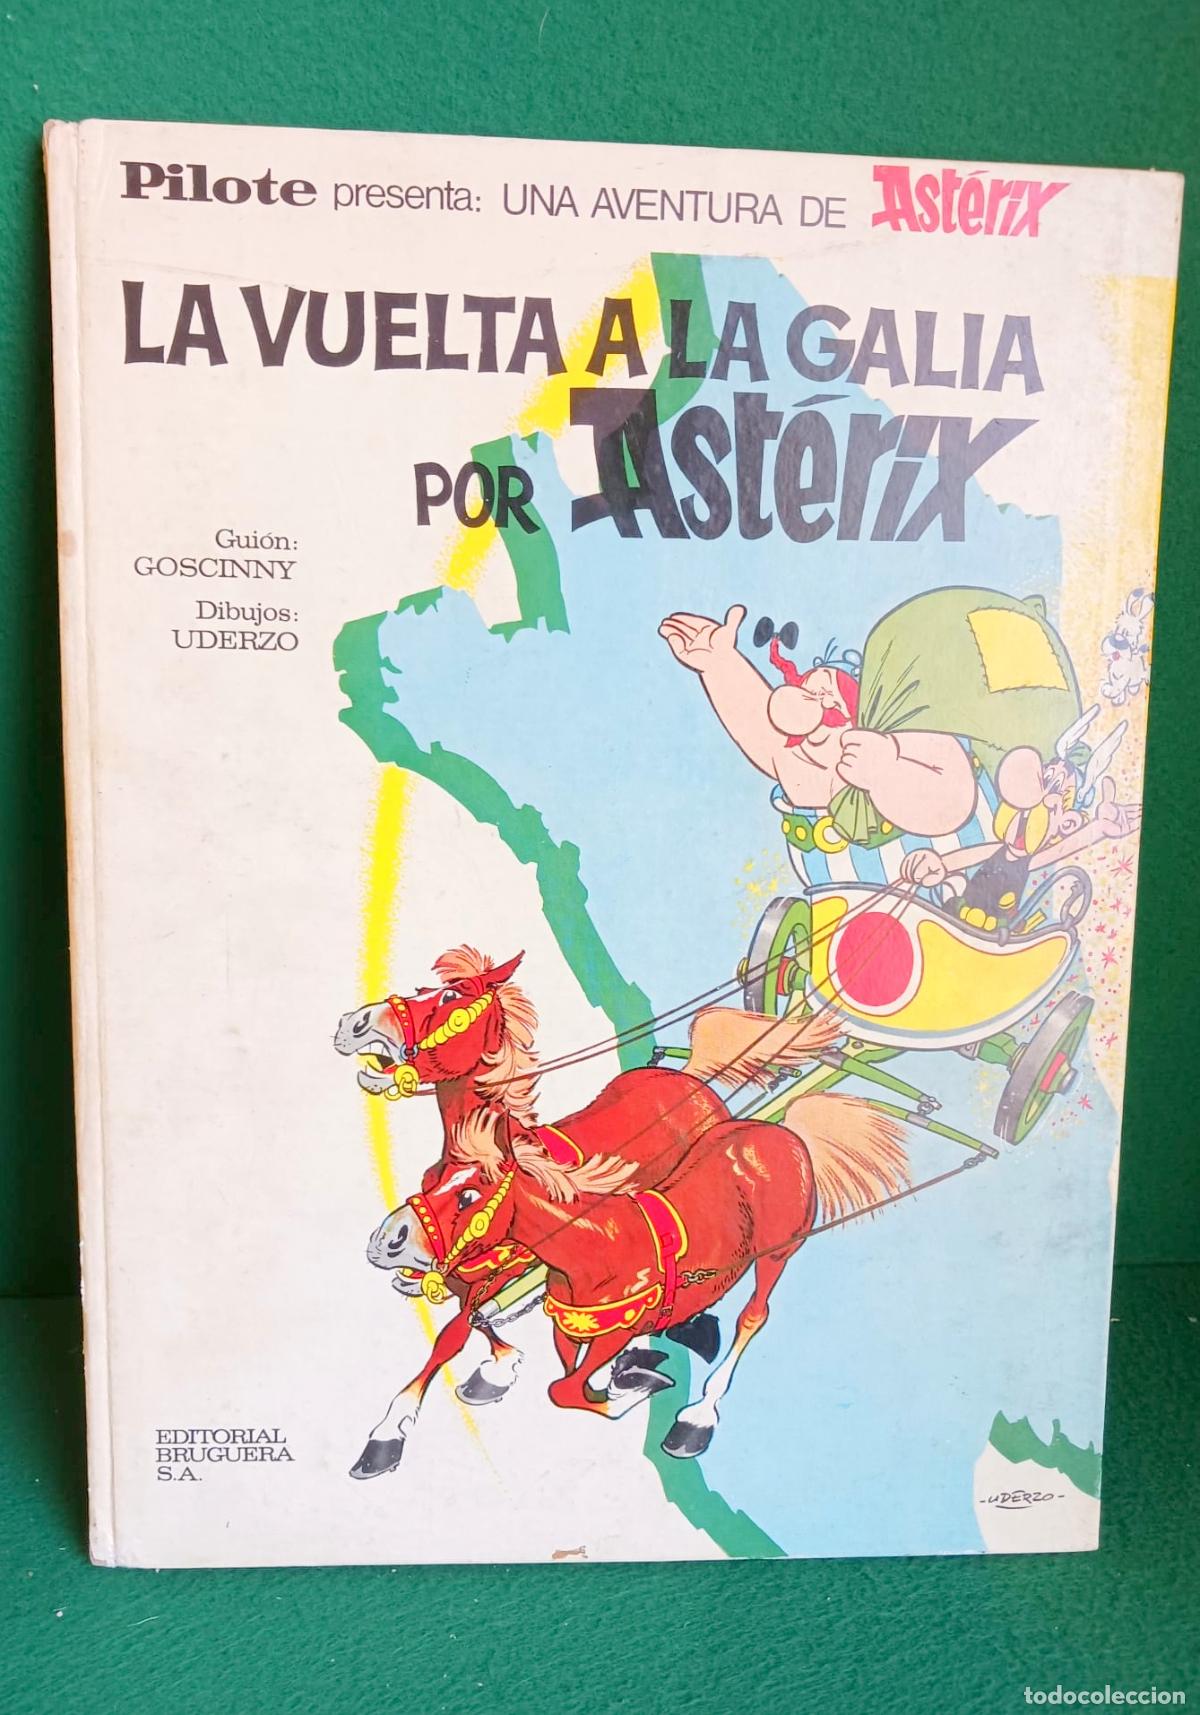 Pilote presenta: UNA AVENTURA DE Astérix
LA VUELTA A LA GALIA
POR Astérix
Guión:
GOSCINNY
Dibujos:
UDERZO
EDITORIAL
BRUGUERA
S.A.
-UDERZO-
todocoleccion